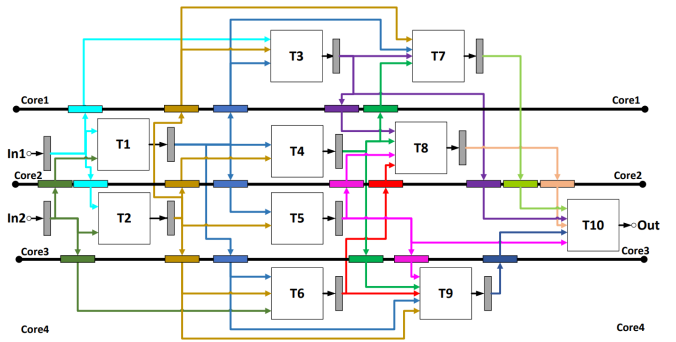 T3
T7
Core1
Core1
T1
T4
T8
In1
Core2
Core2
In2
T2
T5
T10
Out
Core3
Core3
T6
T9
Core4
Core4